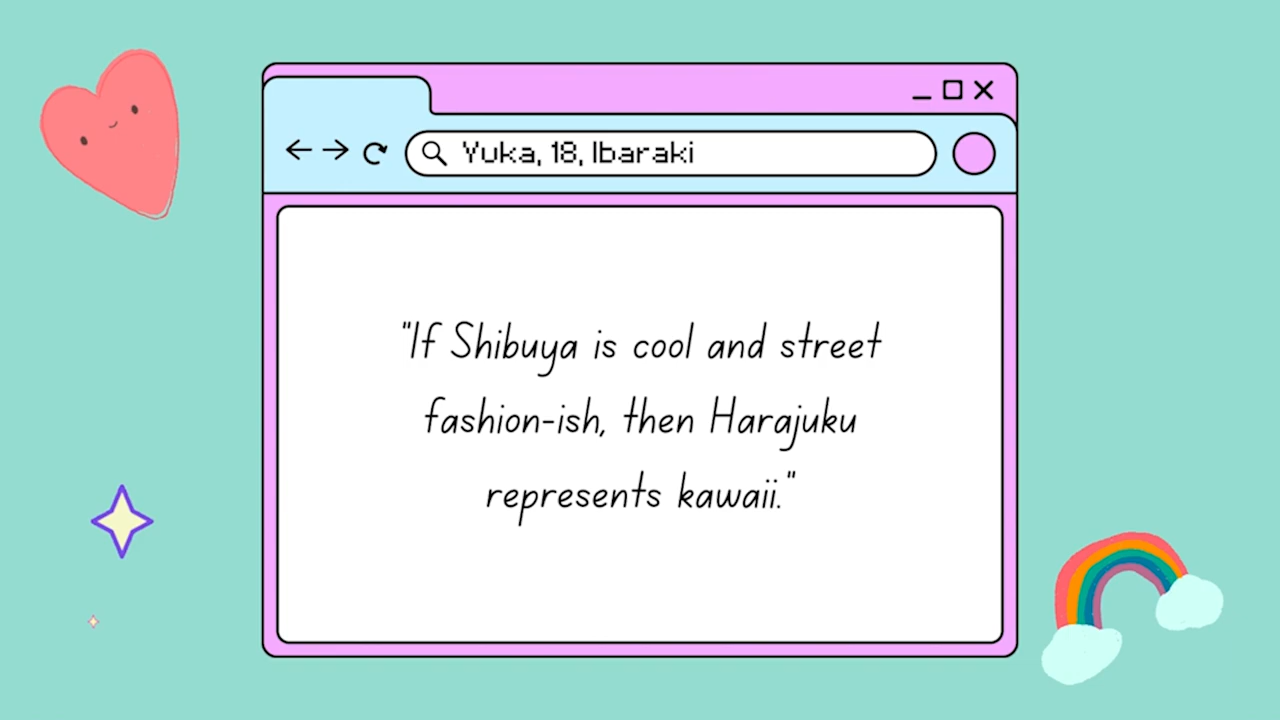 Yuka, 18, Ibaraki
"If Shibuya is cool and street
fashion-ish, then Harajuku
represents kawaii."